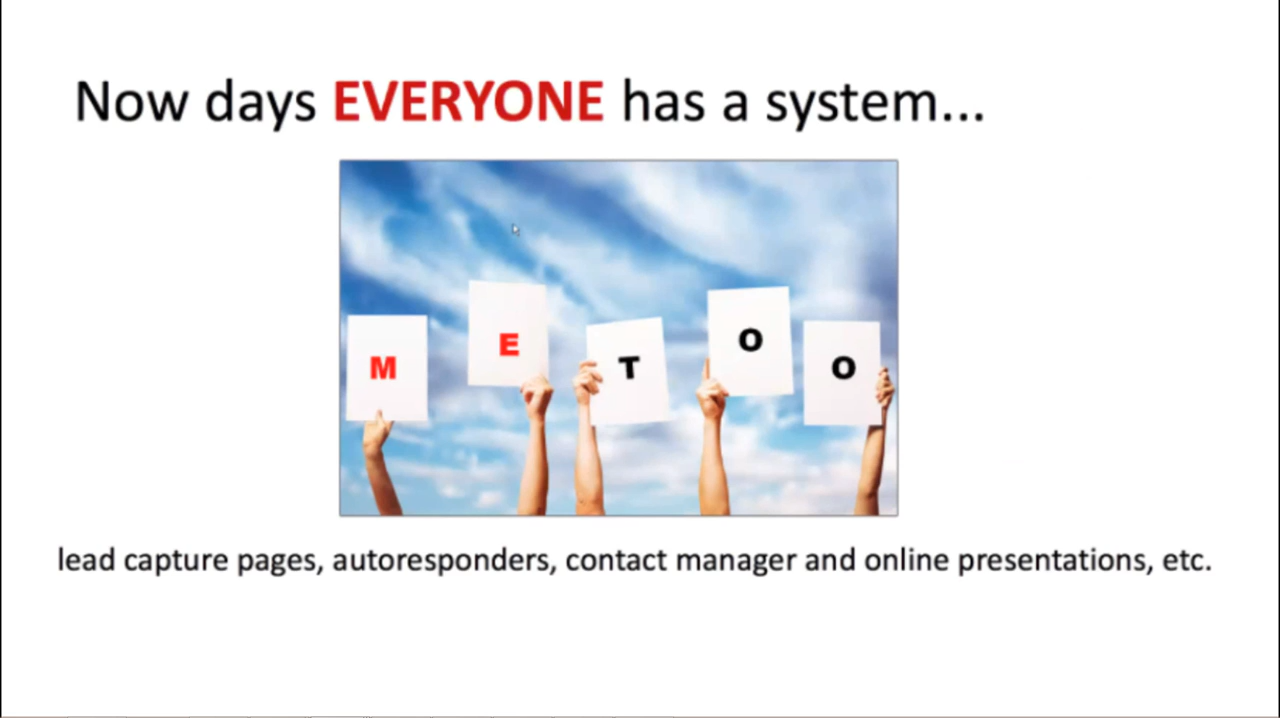 Now days EVERYONE has a system...
M E T O O
lead capture pages, autoresponders, contact manager and online presentations, etc.